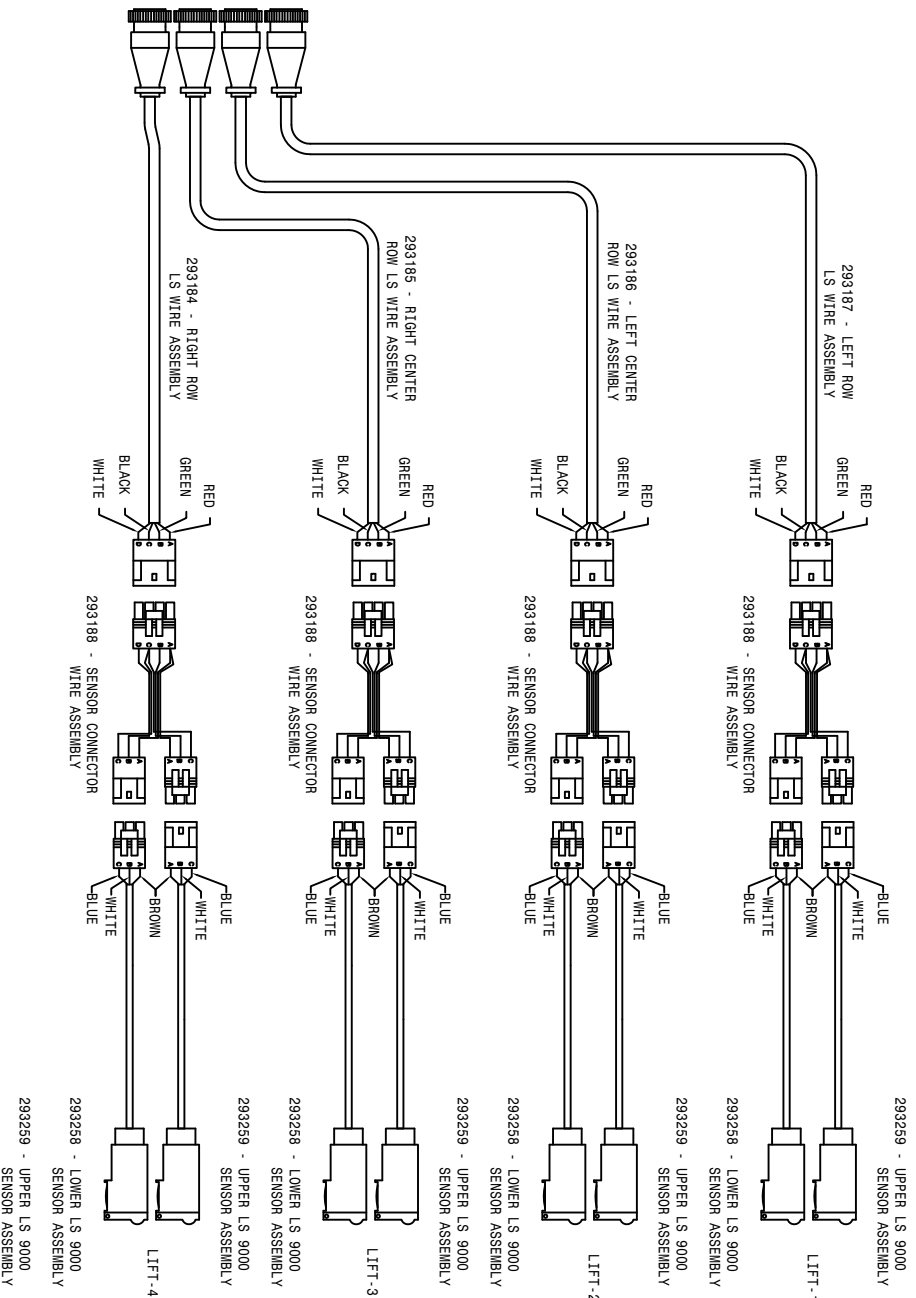 293259 - UPPER LS 9000
SENSOR ASSEMBLY
293187 - LEFT ROW
LS WIRE ASSEMBLY
RED
GREEN
BLACK
WHITE
A
B
C
D
A
B
C
D
293188 - SENSOR CONNECTOR
WIRE ASSEMBLY
C
B
A
A
B
C
C
B
A
A
B
C
BLUE
WHITE
BROWN
WHITE
BLUE
LIFT-1
293258 - LOWER LS 9000
SENSOR ASSEMBLY
293259 - UPPER LS 9000
SENSOR ASSEMBLY
293186 - LEFT CENTER
ROW LS WIRE ASSEMBLY
RED
GREEN
BLACK
WHITE
A
B
C
D
A
B
C
D
293188 - SENSOR CONNECTOR
WIRE ASSEMBLY
C
B
A
A
B
C
C
B
A
A
B
C
BLUE
WHITE
BROWN
WHITE
BLUE
LIFT-2
293258 - LOWER LS 9000
SENSOR ASSEMBLY
293259 - UPPER LS 9000
SENSOR ASSEMBLY
293185 - RIGHT CENTER
ROW LS WIRE ASSEMBLY
RED
GREEN
BLACK
WHITE
A
B
C
D
A
B
C
D
293188 - SENSOR CONNECTOR
WIRE ASSEMBLY
C
B
A
A
B
C
C
B
A
A
B
C
BLUE
WHITE
BROWN
WHITE
BLUE
LIFT-3
293258 - LOWER LS 9000
SENSOR ASSEMBLY
293259 - UPPER LS 9000
SENSOR ASSEMBLY
293184 - RIGHT ROW
LS WIRE ASSEMBLY
RED
GREEN
BLACK
WHITE
A
B
C
D
A
B
C
D
293188 - SENSOR CONNECTOR
WIRE ASSEMBLY
C
B
A
A
B
C
C
B
A
A
B
C
BLUE
WHITE
BROWN
WHITE
BLUE
LIFT-4
293258 - LOWER LS 9000
SENSOR ASSEMBLY
293259 - UPPER LS 9000
SENSOR ASSEMBLY